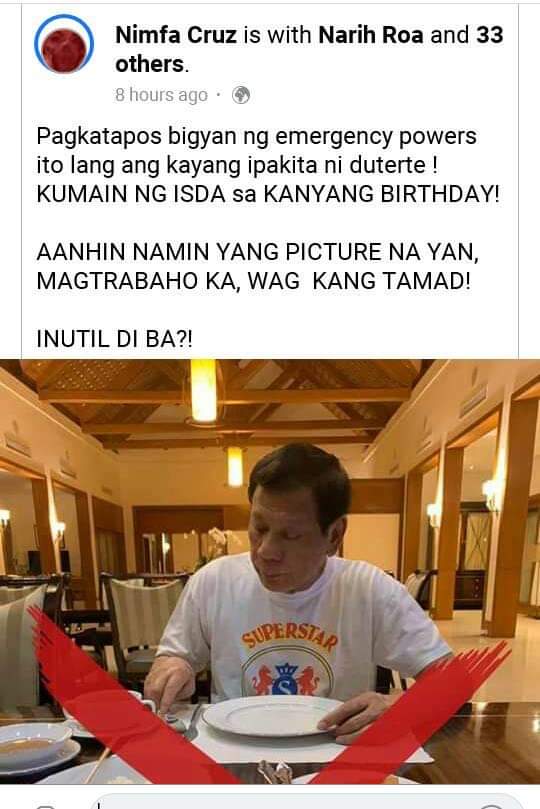 Nimfa Cruz is with Narih Roa and 33
others.
8 hours ago ·
Pagkatapos bigyan ng emergency powers
ito lang ang kayang ipakita ni duterte !
KUMAIN NG ISDA sa KANYANG BIRTHDAY!
AANHIN NAMIN YANG PICTURE NA YAN,
MAGTRABAHO KA, WAG KANG TAMAD!
INUTIL DI BA?!
SUPERSTAR
S